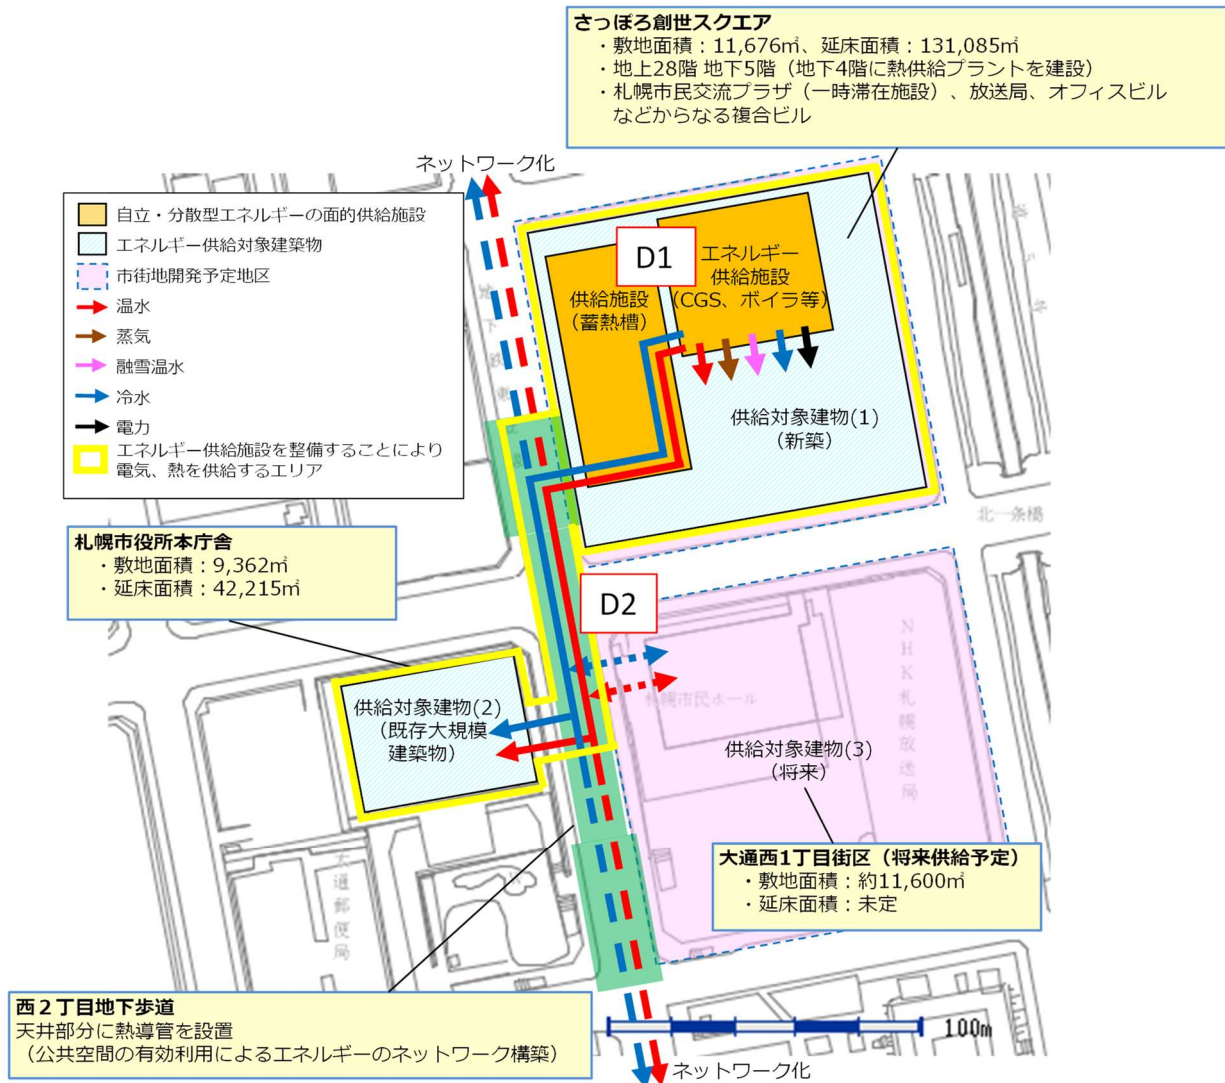 さっぽろ創世スクエア
・敷地面積：11,676㎡、延床面積：131,085㎡
・地上28階 地下5階（地下4階に熱供給プラントを建設）
・札幌市民交流プラザ（一時滞在施設）、放送局、オフィスビル
などからなる複合ビル
ネットワーク化
自立・分散型エネルギーの面的供給施設
エネルギー供給対象建築物
市街地開発予定地区
温水
蒸気
融雪温水
冷水
電力
エネルギー供給施設を整備することにより
電気、熱を供給するエリア
D1
エネルギー
供給施設
（CGS、ボイラ等）
供給施設
（蓄熱槽）
供給対象建物(1)
（新築）
地下鉄東
北一条橋
札幌市役所本庁舎
・敷地面積：9,362㎡
・延床面積：42,215㎡
D2
供給対象建物(2)
（既存大規模
建築物）
札幌市民ホール
NHK札幌放送局
供給対象建物(3)
（将来）
大通西1丁目街区（将来供給予定）
・敷地面積：約11,600㎡
・延床面積：未定
大通郵便局
西２丁目地下歩道
天井部分に熱導管を設置
（公共空間の有効利用によるエネルギーのネットワーク構築）
100m
ネットワーク化